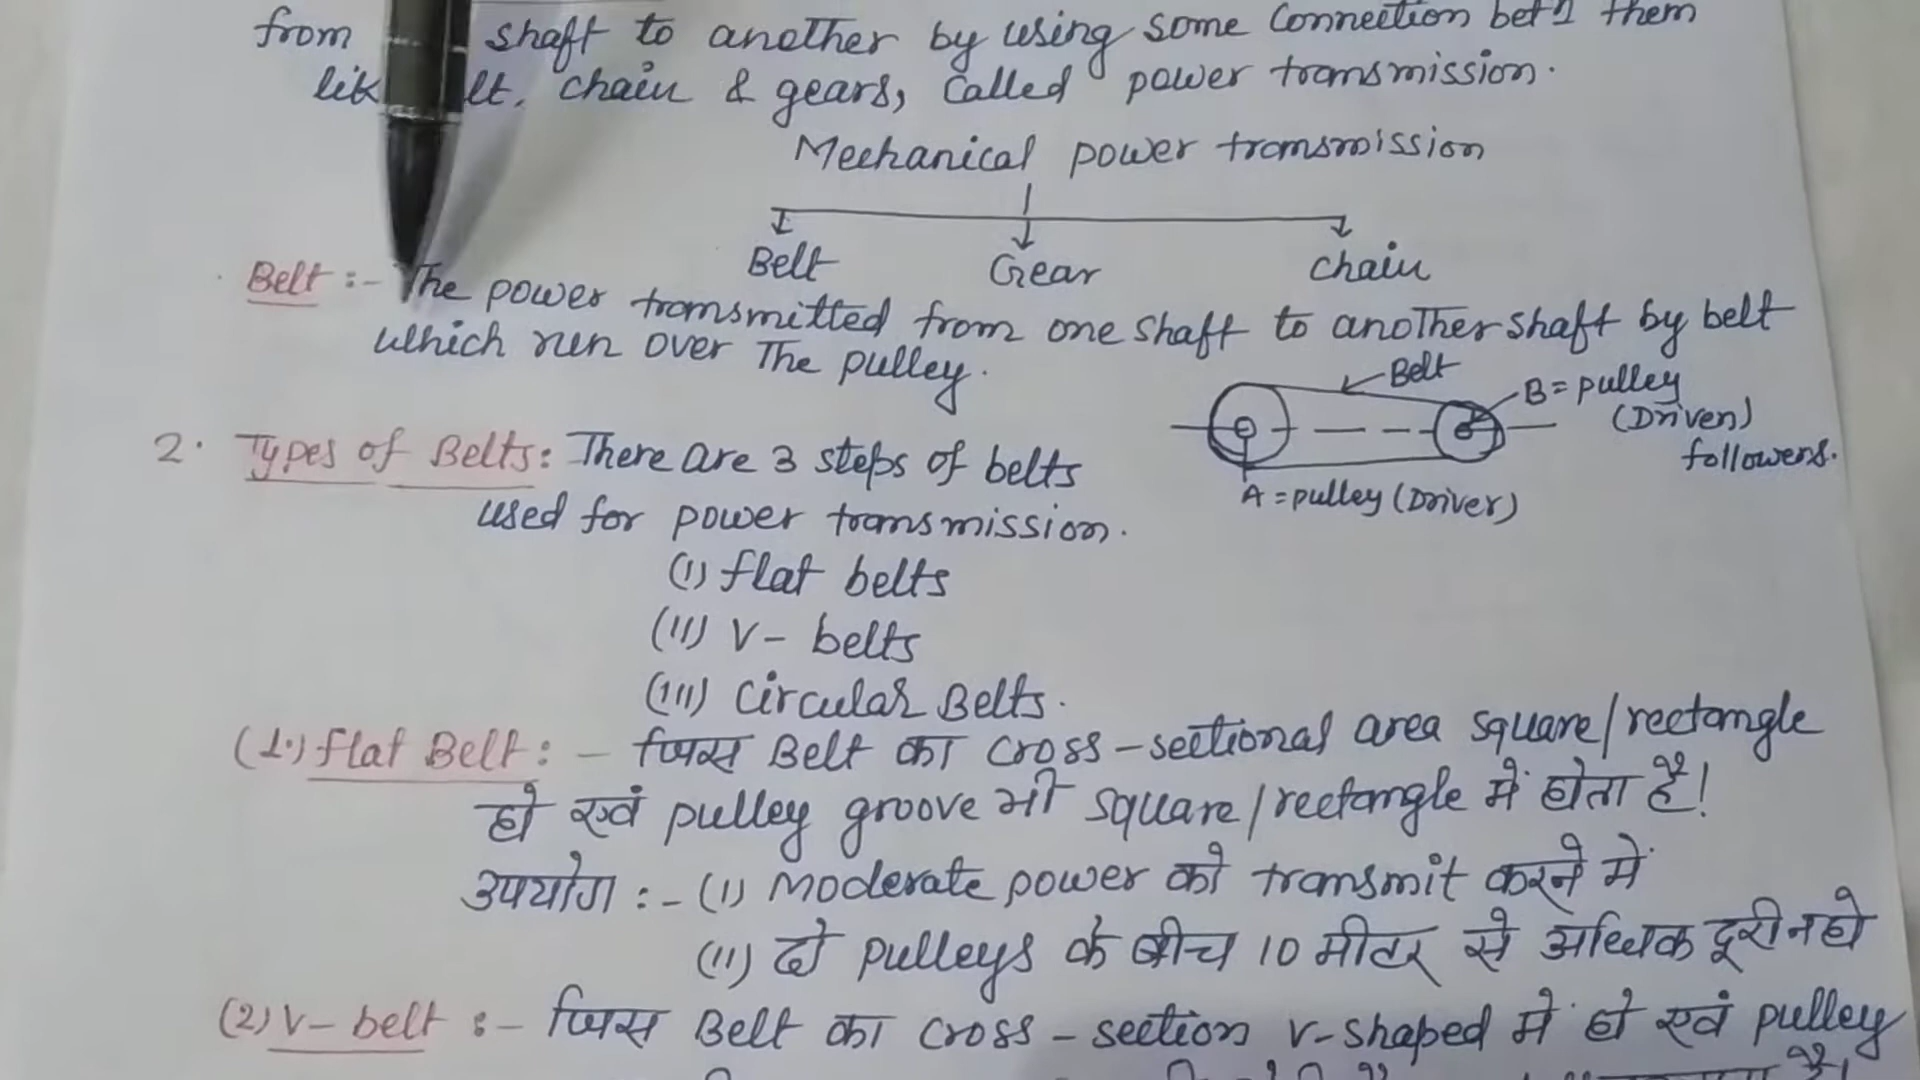 from shaft to another by using some Connection betn them
lik lt, chain & gears, Called power transmission.
Mechanical power transmission
Belt Gear chain
Belt :- The power transmitted from one shaft to another shaft by belt
which run over The pulley.
Belt
B = pulley
(Driven)
followers.
A = pulley (Driver)
2. Types of Belts: There are 3 steps of belts
used for power transmission.
(I) flat belts
(II) V- belts
(III) Circular Belts.
(1.) flat Belt: - जिस Belt का cross-sectional area square/rectangle
हो एवं pulley groove भी square/rectangle में होता है!
उपयोग :- (I) Moderate power को transmit करने में
(II) दो pulleys के बीच 10 मीटर से अधिक दूरी न हो
(2) V- belt :- जिस Belt का cross-section v-shaped में हो एवं pulley